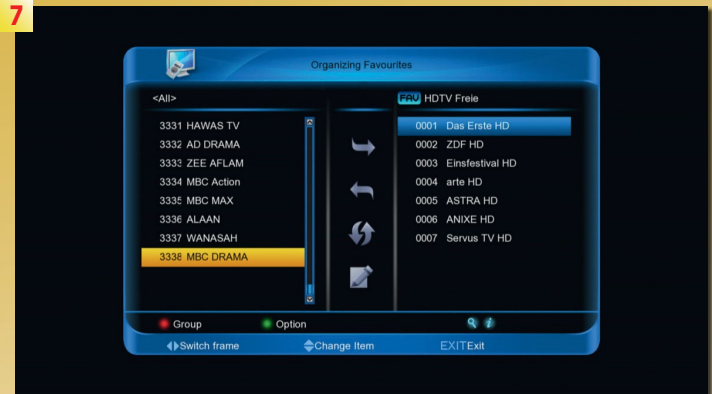 7
Organizing Favourites
<All>
FAV HDTV Freie
3331 HAWAS TV
3332 AD DRAMA
3333 ZEE AFLAM
3334 MBC Action
3335 MBC MAX
3336 ALAAN
3337 WANASAH
3338 MBC DRAMA
0001 Das Erste HD
0002 ZDF HD
0003 Einsfestival HD
0004 arte HD
0005 ASTRA HD
0006 ANIXE HD
0007 Servus TV HD
Group
Option
Switch frame
Change Item
EXITExit